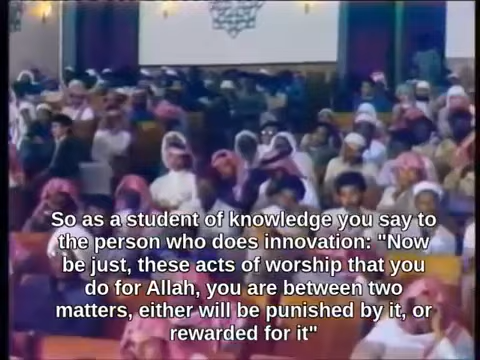 So as a student of knowledge you say to
the person who does innovation: "Now
be just, these acts of worship that you
do for Allah, you are between two
matters, either will be punished by it, or
rewarded for it"